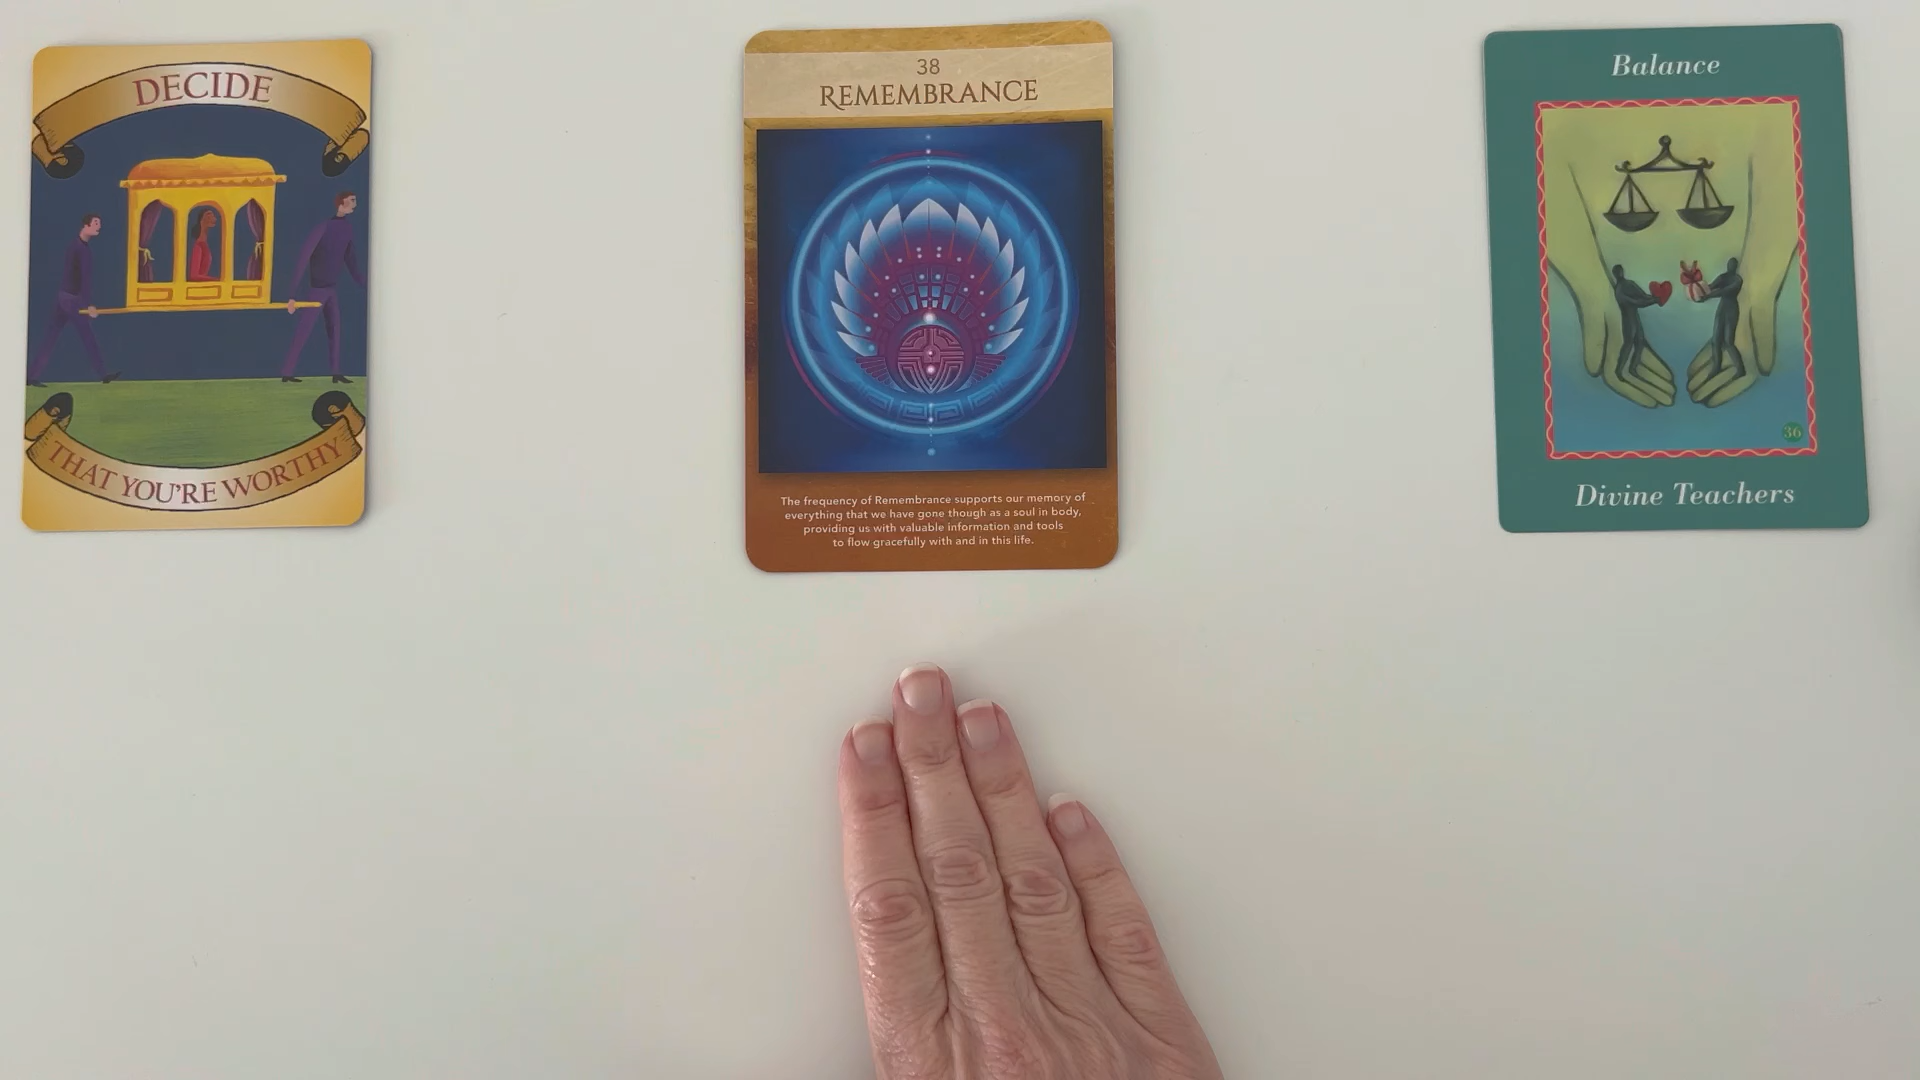 DECIDE
THAT YOU'RE WORTHY
38
REMEMBRANCE
The frequency of Remembrance supports our memory of
everything that we have gone though as a soul in body,
providing us with valuable information and tools
to flow gracefully with and in this life.
Balance
36
Divine Teachers